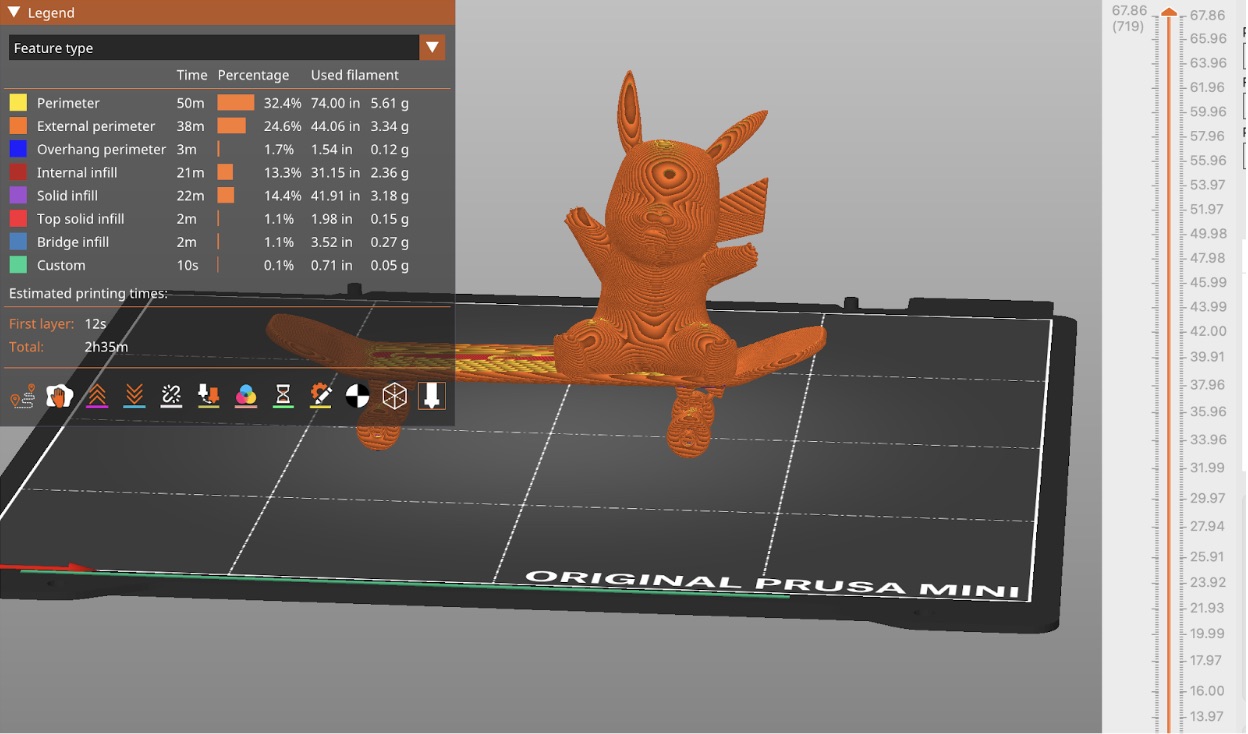 Legend
Feature type
Time Percentage Used filament
Perimeter 50m 32.4% 74.00 in 5.61 g
External perimeter 38m 24.6% 44.06 in 3.34 g
Overhang perimeter 3m 1.7% 1.54 in 0.12 g
Internal infill 21m 13.3% 31.15 in 2.36 g
Solid infill 22m 14.4% 41.91 in 3.18 g
Top solid infill 2m 1.1% 1.98 in 0.15 g
Bridge infill 2m 1.1% 3.52 in 0.27 g
Custom 10s 0.1% 0.71 in 0.05 g
Estimated printing times:
First layer: 12s
Total: 2h35m
ORIGINAL PRUSA MINI
67.86
(719)
67.86
65.96
63.96
61.96
59.96
57.96
55.96
53.97
51.97
49.98
47.98
45.99
43.99
42.00
39.91
37.96
35.96
33.96
31.99
29.97
27.94
25.91
23.92
21.93
19.99
17.97
16.00
13.97